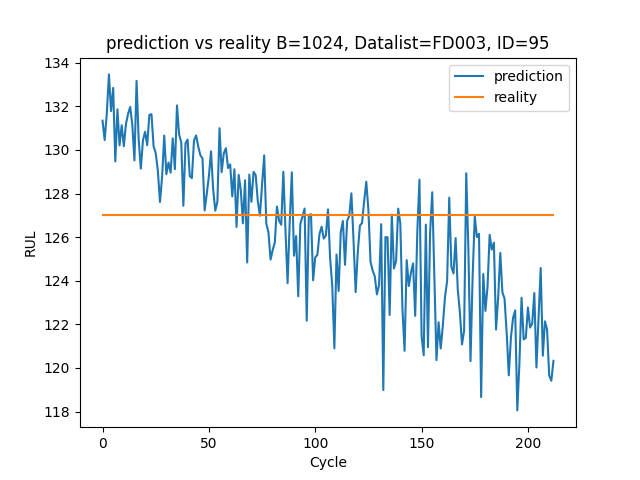 prediction vs reality B=1024, Datalist=FD003, ID=95
prediction
reality
RUL
134
132
130
128
126
124
122
120
118
0 50 100 150 200
Cycle